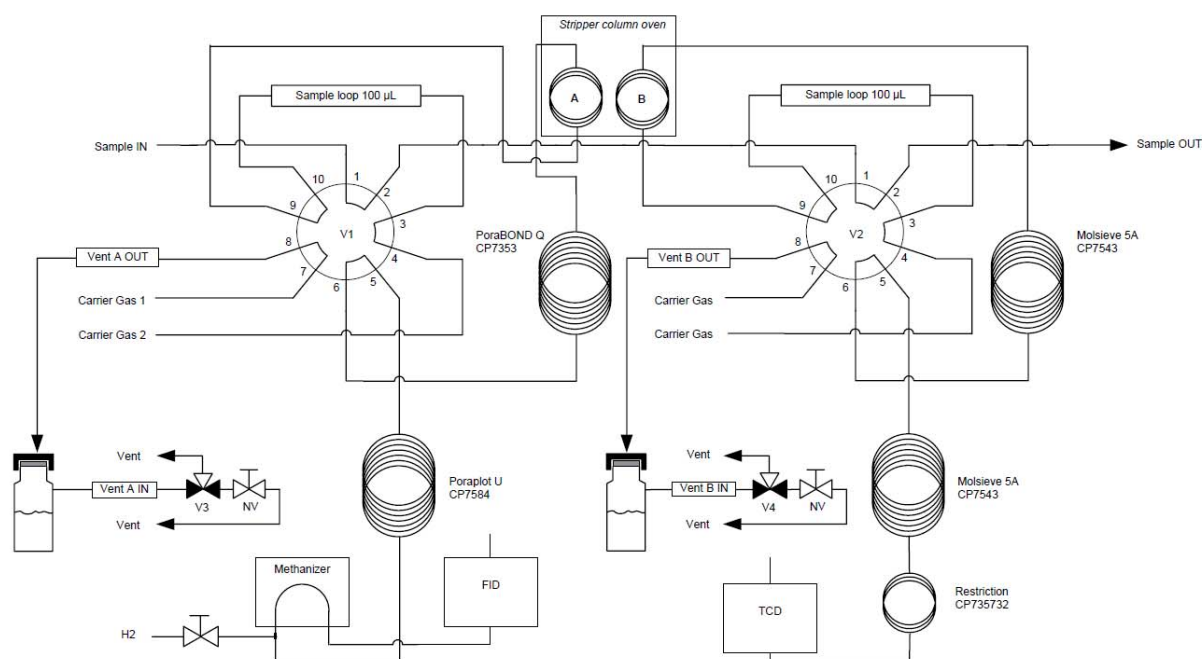 Stripper column oven
A
B
Sample loop 100 µL
Sample loop 100 µL
Sample IN
Sample OUT
1
2
3
4
5
6
7
8
9
10
V1
1
2
3
4
5
6
7
8
9
10
V2
PoraBOND Q
CP7353
Molsieve 5A
CP7543
Vent A OUT
Vent B OUT
Carrier Gas 1
Carrier Gas 2
Carrier Gas
Carrier Gas
Vent
Vent A IN
V3
NV
Vent
Poraplot U
CP7584
Vent
Vent B IN
V4
NV
Vent
Molsieve 5A
CP7543
Methanizer
FID
H2
TCD
Restriction
CP735732